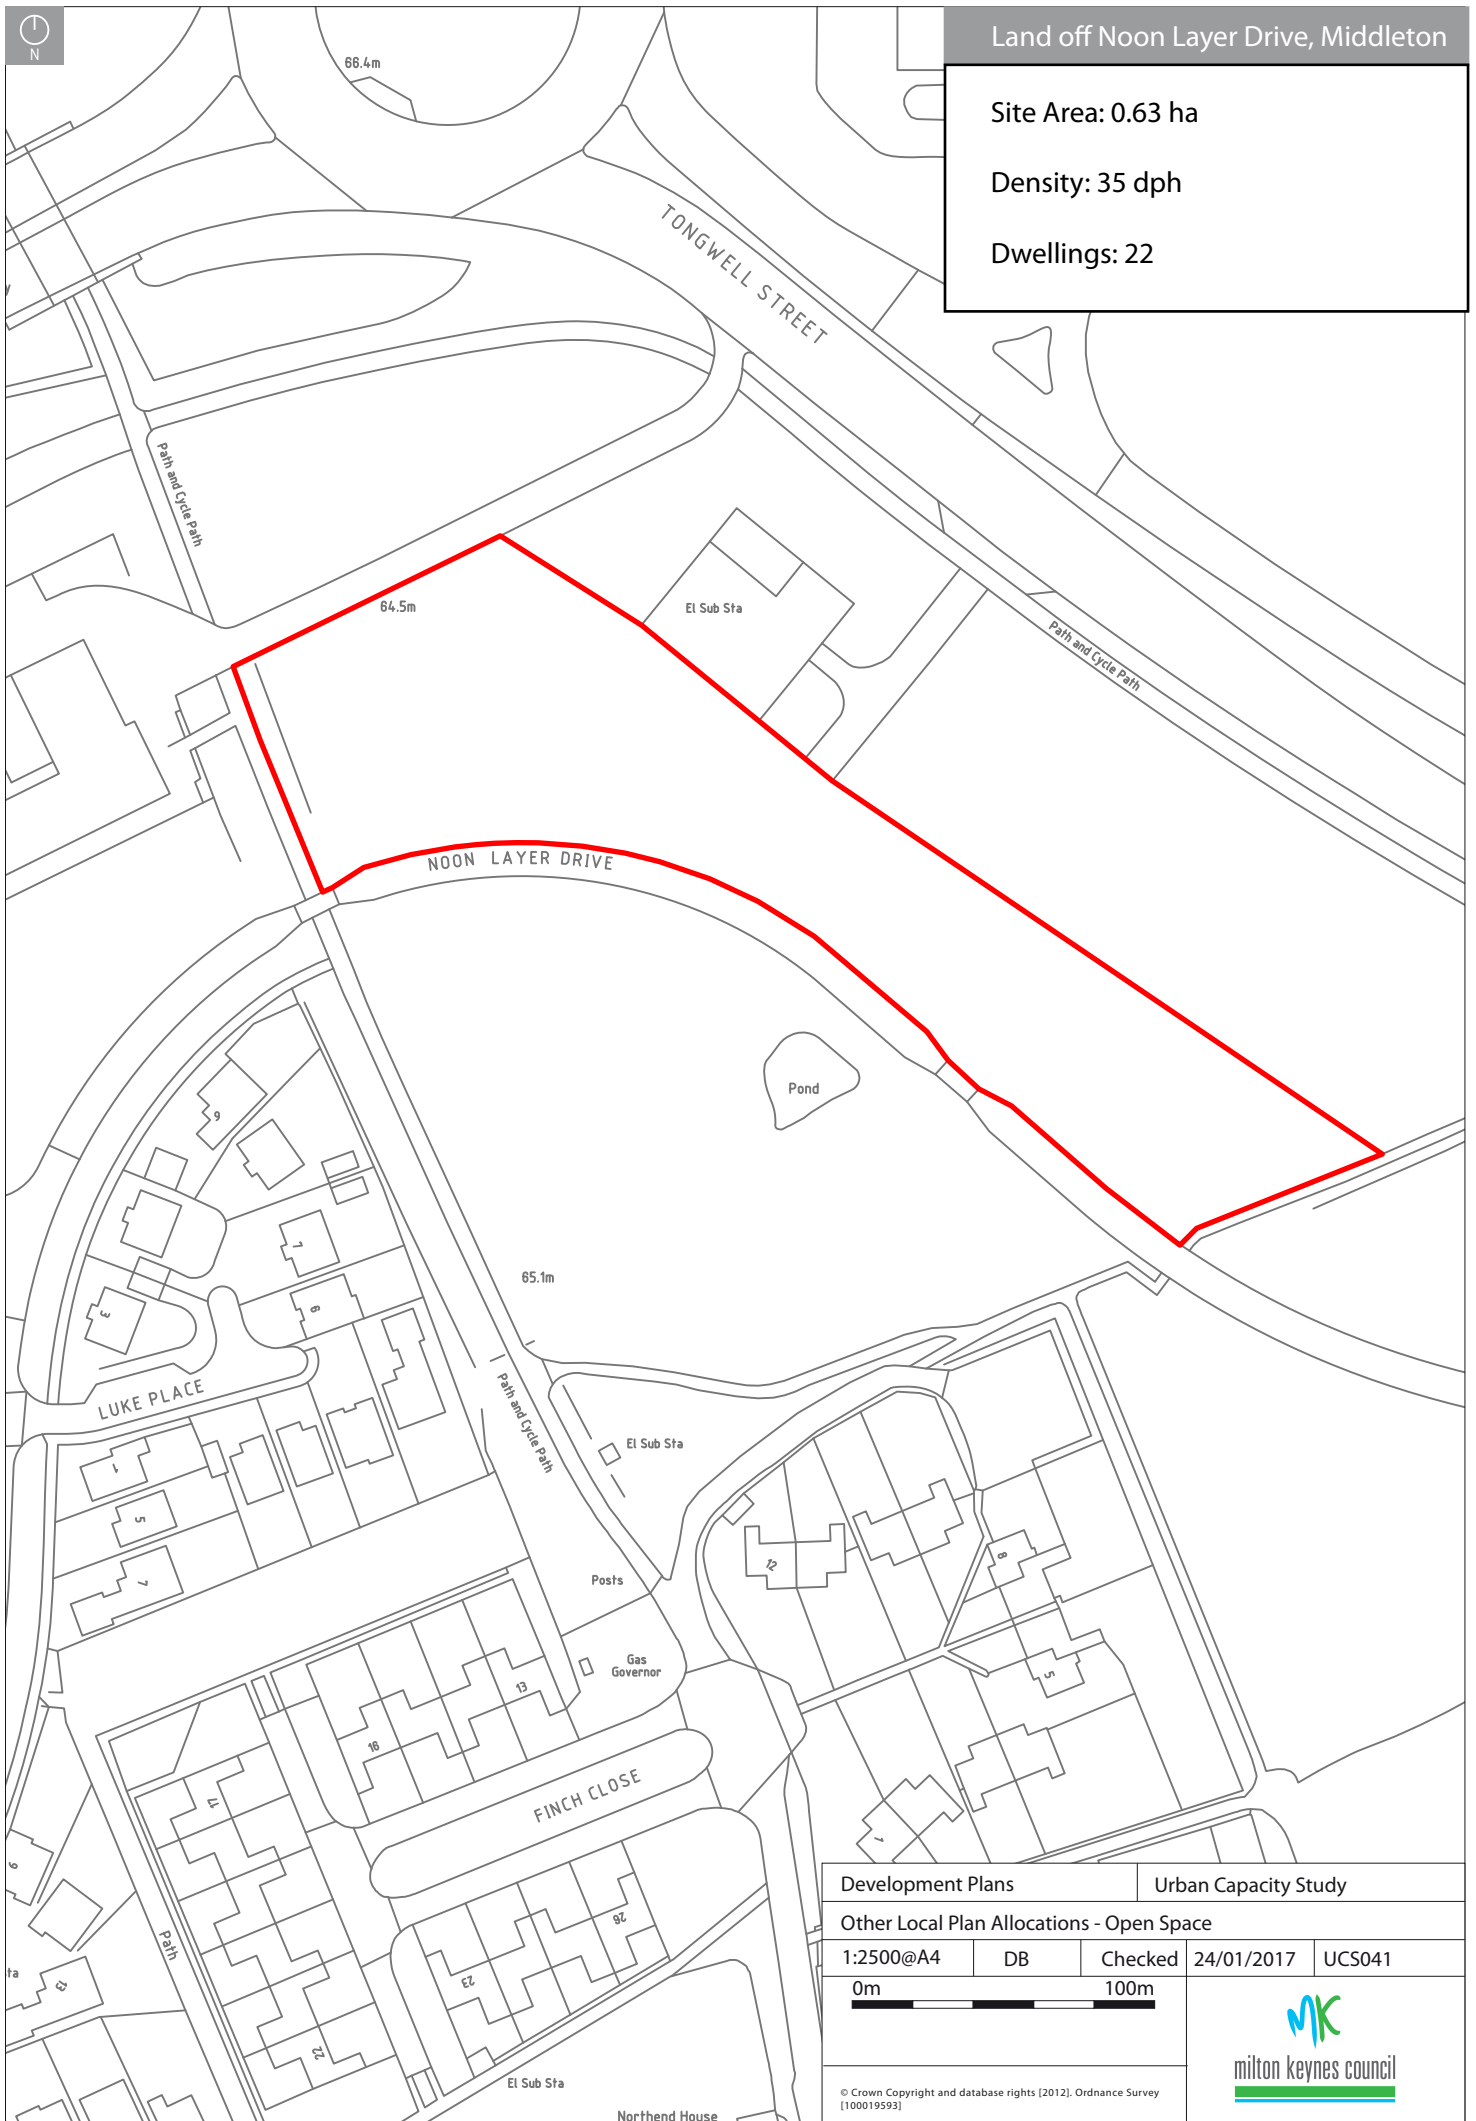 N
Land off Noon Layer Drive, Middleton
Site Area: 0.63 ha
Density: 35 dph
Dwellings: 22
66.4m
TONGWELL STREET
Path and Cycle Path
64.5m
El Sub Sta
Path and Cycle Path
NOON LAYER DRIVE
Pond
9
7
6
3
65.1m
LUKE PLACE
Path and Cycle Path
El Sub Sta
1
5
7
12
8
Posts
Gas
Governor
13
5
16
FINCH CLOSE
17
1
9
26
Path
23
ta
13
22
El Sub Sta
Northend House
Development Plans
Urban Capacity Study
Other Local Plan Allocations - Open Space
1:2500@A4
DB
Checked
24/01/2017
UCS041
0m
100m
MK
milton keynes council
© Crown Copyright and database rights [2012]. Ordnance Survey
[100019593]